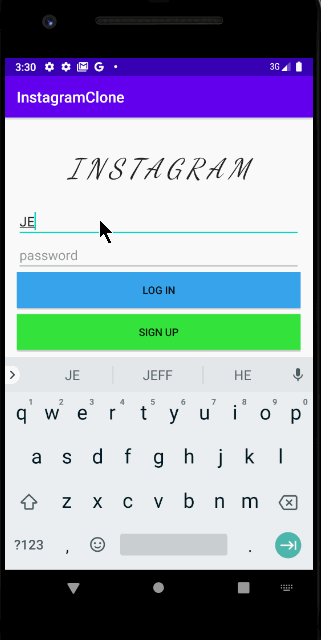 3:30 G 3G
InstagramClone
INSTAGRAM
JE
password
LOG IN
SIGN UP
JE JEFF HE
1 2 3 4 5 6 7 8 9 0
q w e r t y u i o p
a s d f g h j k l
z x c v b n m
?123 , .